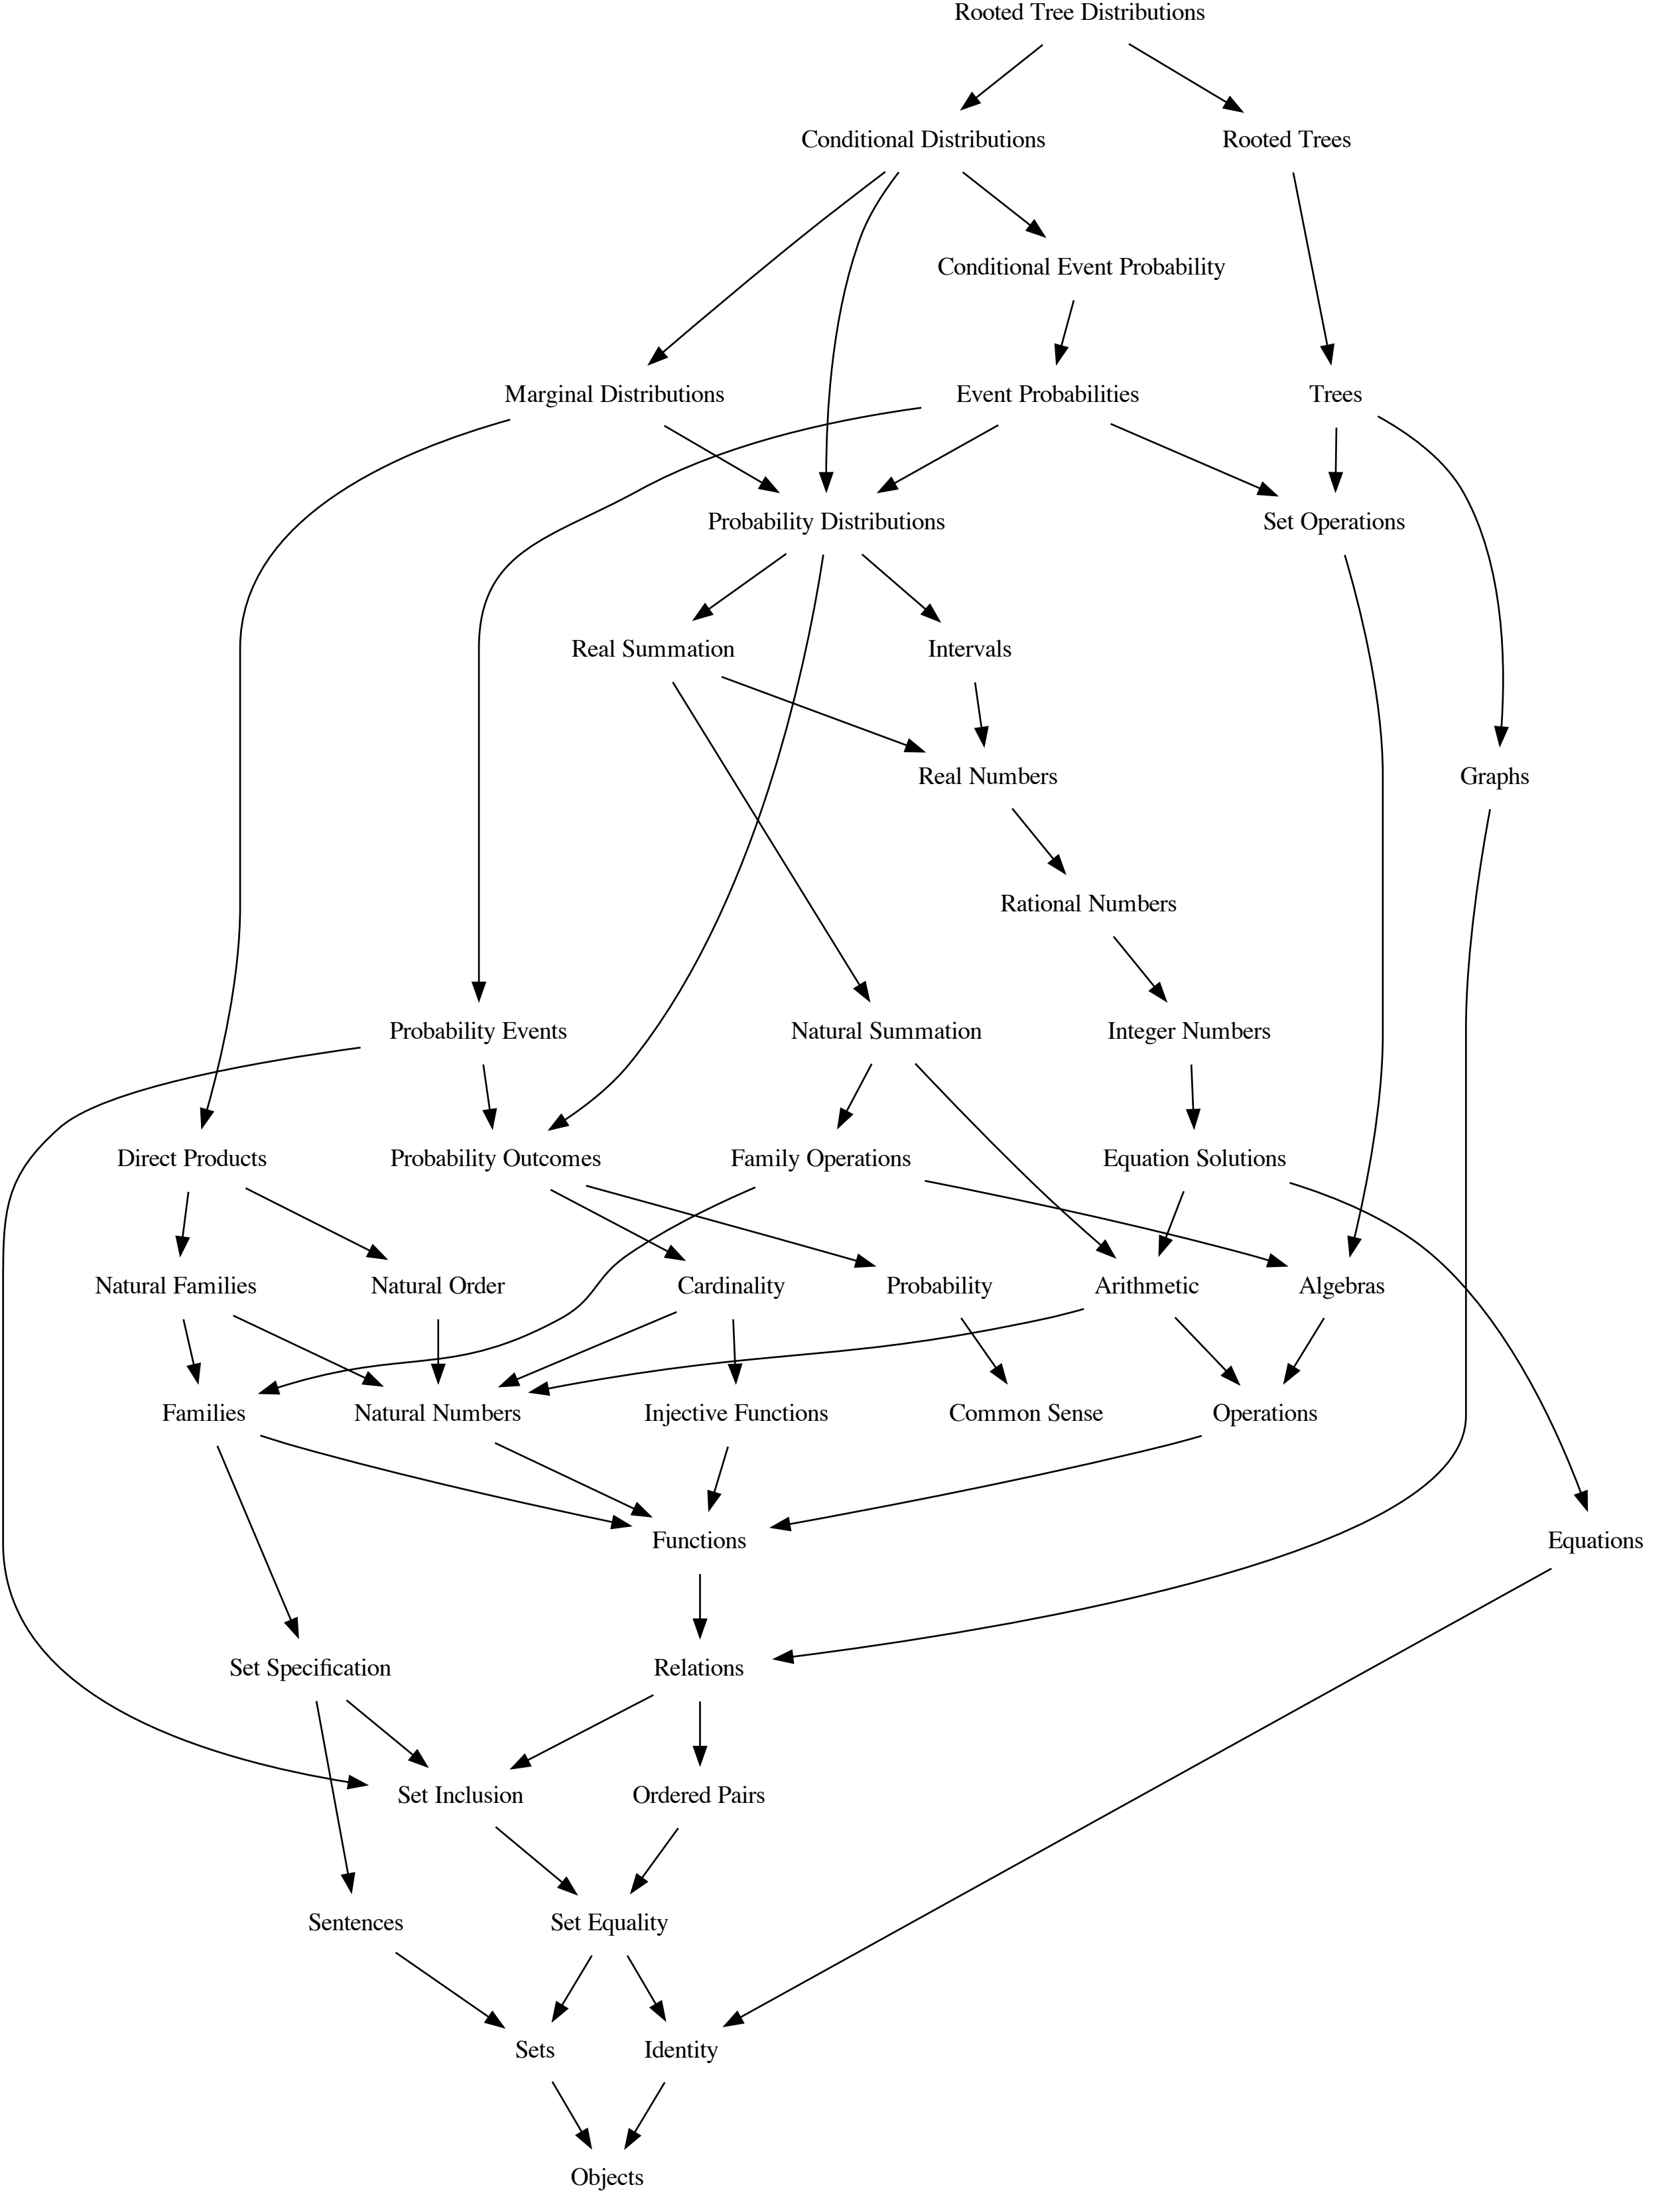 Rooted Tree Distributions
Conditional Distributions
Rooted Trees
Conditional Event Probability
Marginal Distributions
Event Probabilities
Trees
Probability Distributions
Set Operations
Real Summation
Intervals
Real Numbers
Graphs
Rational Numbers
Probability Events
Natural Summation
Integer Numbers
Direct Products
Probability Outcomes
Family Operations
Equation Solutions
Natural Families
Natural Order
Cardinality
Probability
Arithmetic
Algebras
Families
Natural Numbers
Injective Functions
Common Sense
Operations
Functions
Equations
Set Specification
Relations
Set Inclusion
Ordered Pairs
Sentences
Set Equality
Sets
Identity
Objects